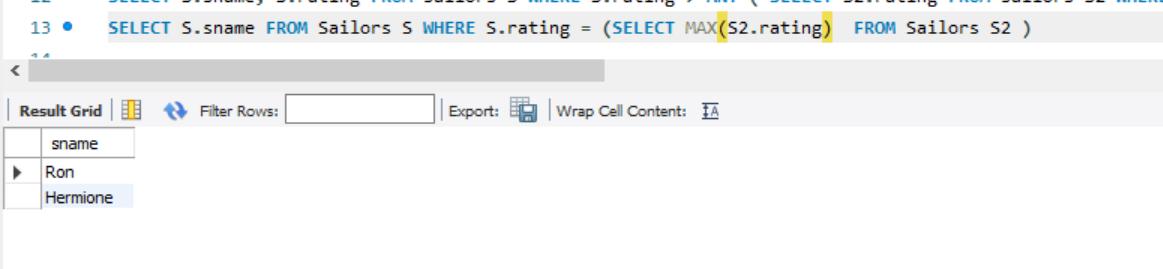 13 SELECT S.sname FROM Sailors S WHERE S.rating = (SELECT MAX(S2.rating)  FROM Sailors S2 )
Result Grid Filter Rows: Export: Wrap Cell Content: IA
sname
Ron
Hermione